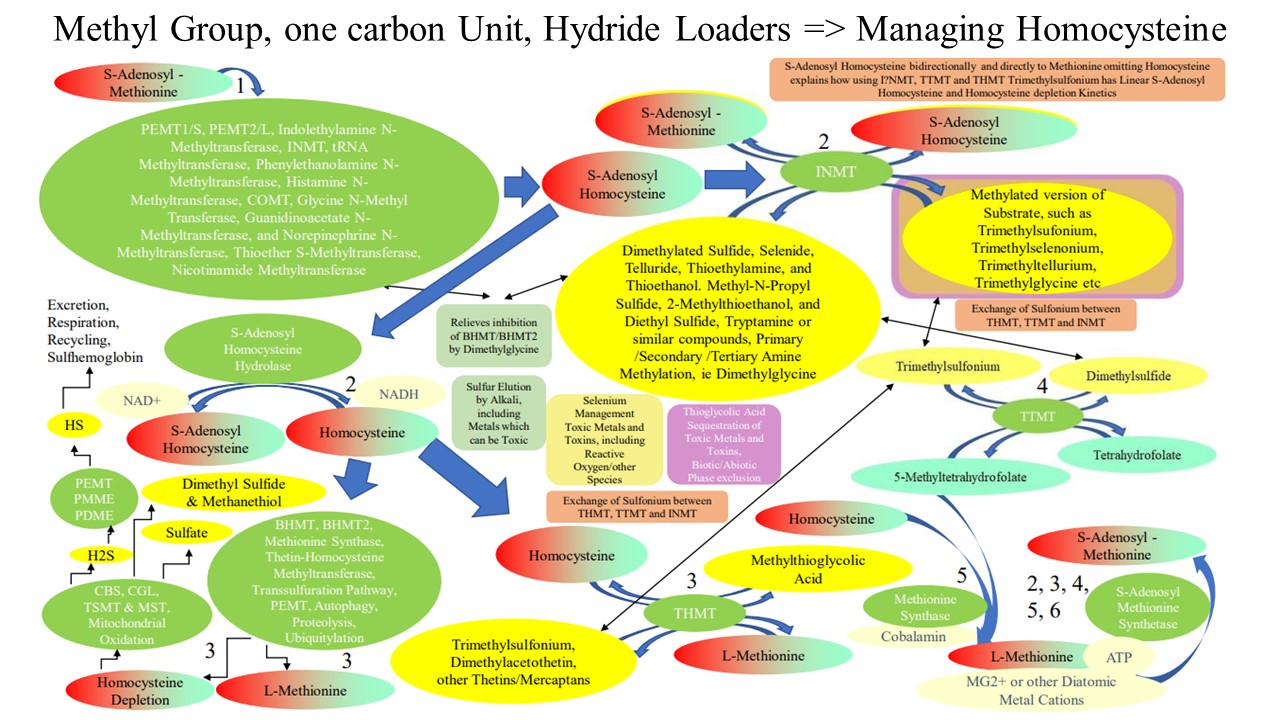 Methyl Group, one carbon Unit, Hydride Loaders => Managing Homocysteine
S-Adenosyl -
Methionine
1
PEMT1/S, PEMT2/L, Indolethylamine N-
Methyltransferase, INMT, tRNA
Methyltransferase, Phenylethanolamine N-
Methyltransferase, Histamine N-
Methyltransferase, COMT, Glycine N-Methyl
Transferase, Guanidinoacetate N-
Methyltransferase, and Norepinephrine N-
Methyltransferase, Thioether S-Methyltransferase,
Nicotinamide Methyltransferase
S-Adenosyl
Homocysteine
S-Adenosyl Homocysteine bidirectionally and directly to Methionine omitting Homocysteine
explains how using I?NMT, TTMT and THMT Trimethylsulfonium has Linear S-Adenosyl
Homocysteine and Homocysteine depletion Kinetics
S-Adenosyl -
Methionine
2
S-Adenosyl
Homocysteine
INMT
Methylated version of
Substrate, such as
Trimethylsufonium,
Trimethylselenonium,
Trimethyltellurium,
Trimethylglycine etc
Dimethylated Sulfide, Selenide,
Telluride, Thioethylamine, and
Thioethanol. Methyl-N-Propyl
Sulfide, 2-Methylthioethanol, and
Diethyl Sulfide, Tryptamine or
similar compounds, Primary
/Secondary /Tertiary Amine
Methylation, ie Dimethylglycine
Exchange of Sulfonium between
THMT, TTMT and INMT
Excretion,
Respiration,
Recycling,
Sulfhemoglobin
S-Adenosyl
Homocysteine
Hydrolase
Relieves inhibition
of BHMT/BHMT2
by Dimethylglycine
NAD+
2
NADH
S-Adenosyl
Homocysteine
Homocysteine
Sulfur Elution
by Alkali,
including
Metals which
can be Toxic
Selenium
Management
Toxic Metals and
Toxins, including
Reactive
Oxygen/other
Species
Thioglycolic Acid
Sequestration of
Toxic Metals and
Toxins,
Biotic/Abiotic
Phase exclusion
Trimethylsulfonium
Dimethylsulfide
4
TTMT
5-Methyltetrahydrofolate
Tetrahydrofolate
HS
PEMT
PMME
PDME
H2S
Dimethyl Sulfide
& Methanethiol
Sulfate
CBS, CGL,
TSMT & MST,
Mitochondrial
Oxidation
BHMT, BHMT2,
Methionine Synthase,
Thetin-Homocysteine
Methyltransferase,
Transsulfuration Pathway,
PEMT, Autophagy,
Proteolysis,
Ubiquitylation
3
3
Homocysteine
Depletion
L-Methionine
Exchange of Sulfonium between
THMT, TTMT and INMT
Homocysteine
3
Methylthioglycolic
Acid
THMT
Trimethylsulfonium,
Dimethylacetothetin,
other Thetins/Mercaptans
L-Methionine
Homocysteine
5
Methionine
Synthase
Cobalamin
S-Adenosyl -
Methionine
2, 3, 4,
5, 6
S-Adenosyl
Methionine
Synthetase
L-Methionine
ATP
MG2+ or other Diatomic
Metal Cations